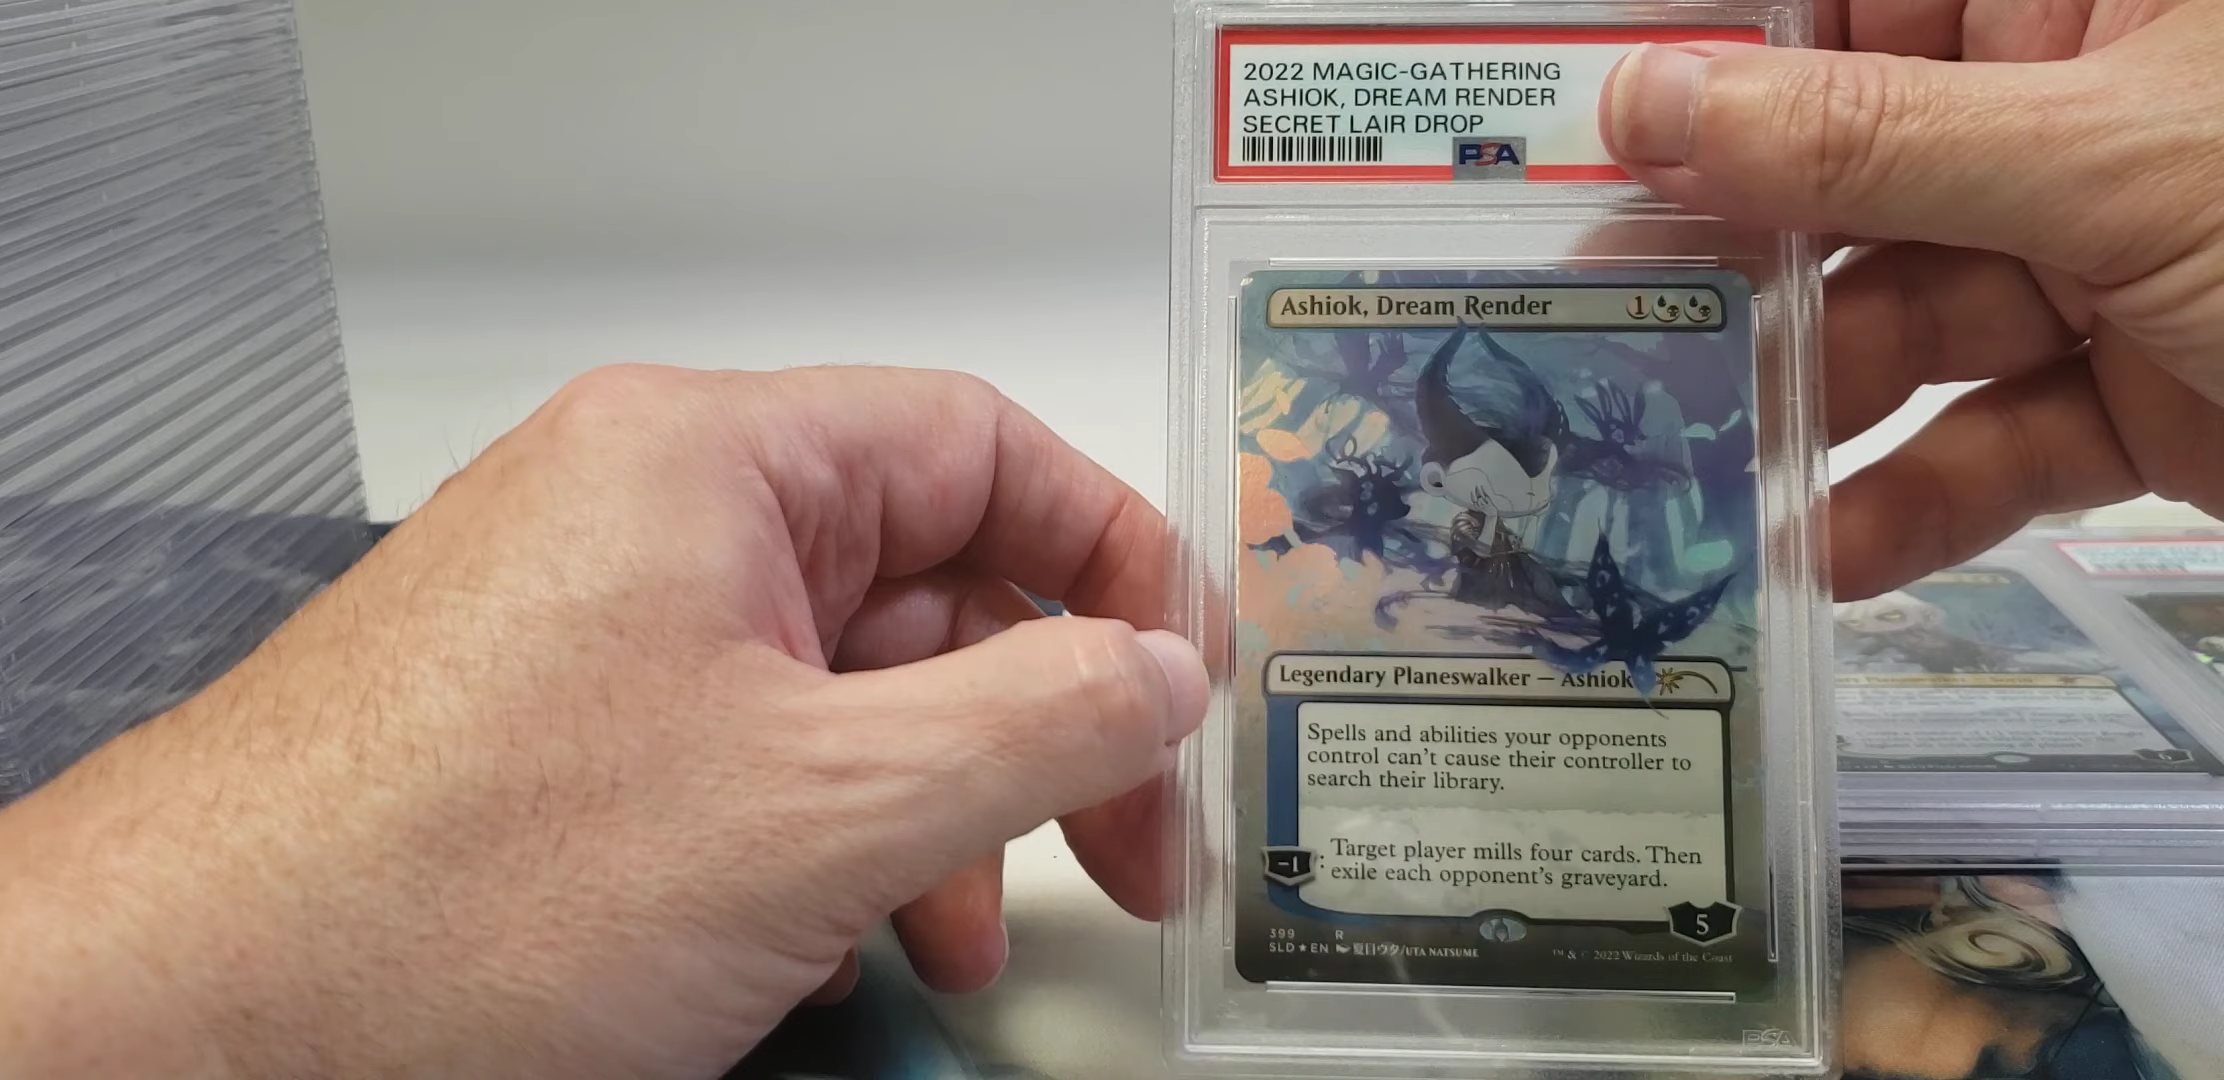 2022 MAGIC-GATHERING
ASHIOK, DREAM RENDER
SECRET LAIR DROP
PSA
Ashiok, Dream Render 1
Legendary Planeswalker — Ashiok
Spells and abilities your opponents
control can't cause their controller to
search their library.
-1: Target player mills four cards. Then
exile each opponent's graveyard.
5
399 R
SLD★EN 夏目ウタ/UTA NATSUME
™ & © 2022 Wizards of the Coast
PSA